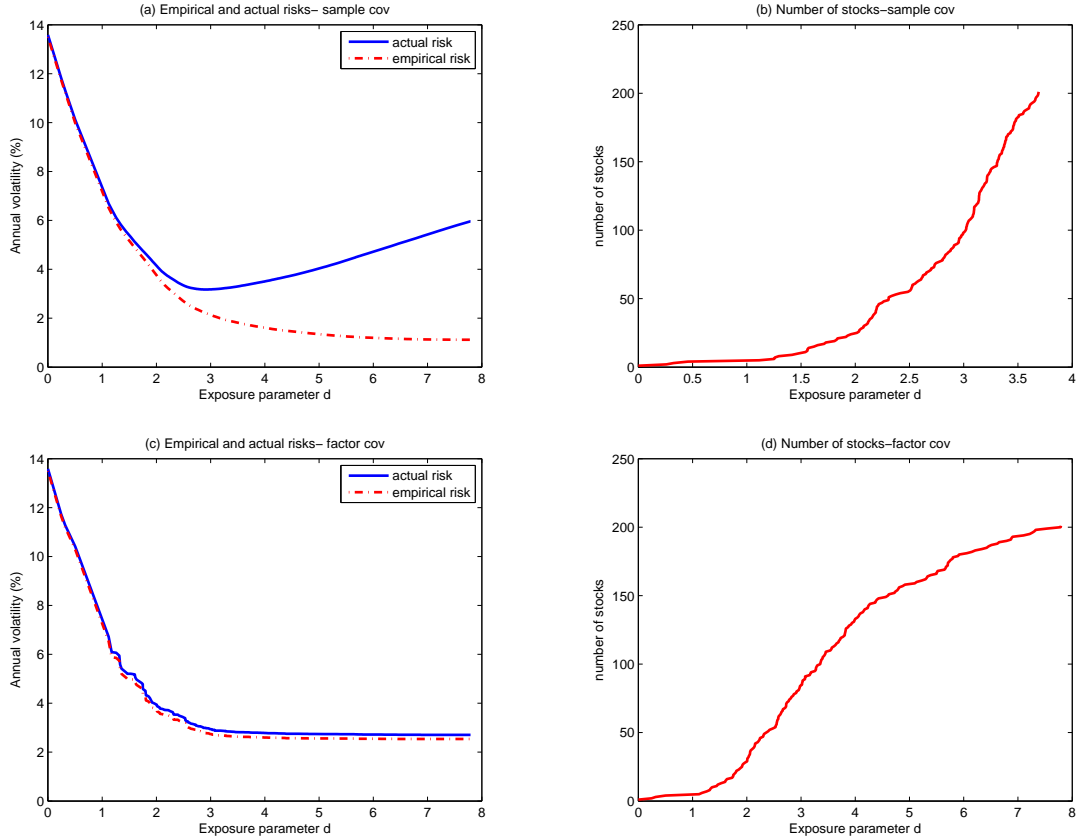 (a) Empirical and actual risks– sample cov
14
12
10
8
6
4
2
0
Annual volatility (%)
actual risk
empirical risk
0 1 2 3 4 5 6 7 8
Exposure parameter d
(b) Number of stocks–sample cov
250
200
150
100
50
0
number of stocks
0 0.5 1 1.5 2 2.5 3 3.5 4
Exposure parameter d
(c) Empirical and actual risks– factor cov
14
12
10
8
6
4
2
0
Annual volatility (%)
actual risk
empirical risk
0 1 2 3 4 5 6 7 8
Exposure parameter d
(d) Number of stocks–factor cov
250
200
150
100
50
0
number of stocks
0 1 2 3 4 5 6 7 8
Exposure parameter d